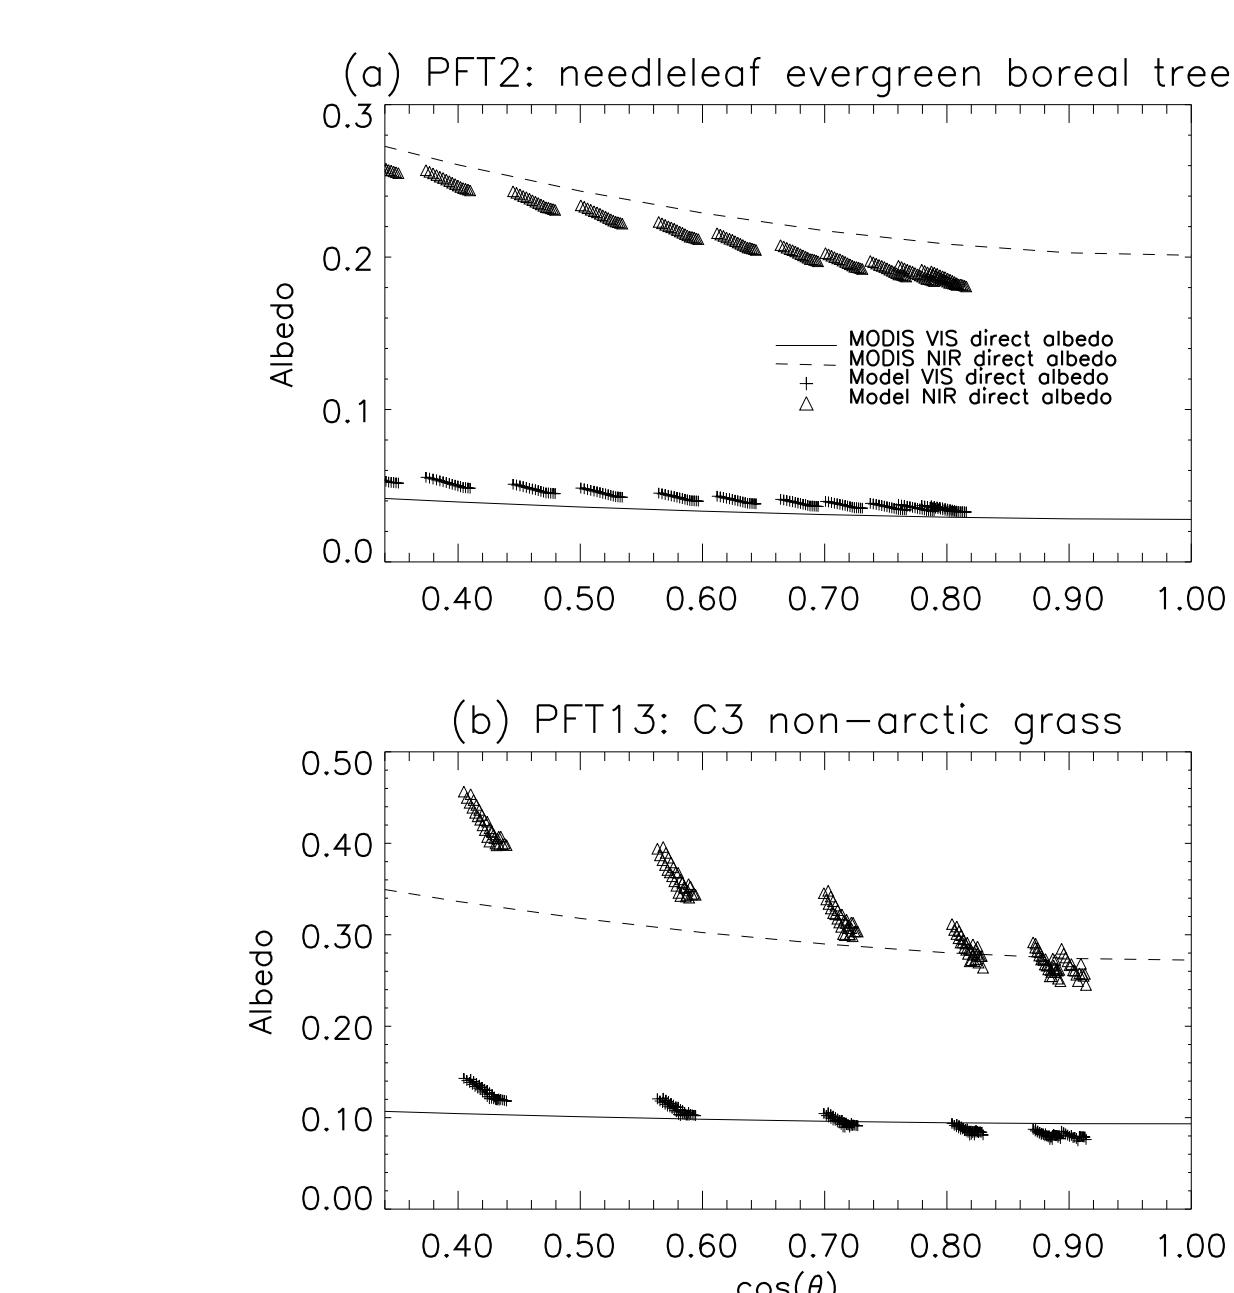 (a) PFT2: needleleaf evergreen boreal tree
0.3
0.2
0.1
0.0
Albedo
MODIS VIS direct albedo
MODIS NIR direct albedo
Model VIS direct albedo
Model NIR direct albedo
0.40 0.50 0.60 0.70 0.80 0.90 1.00
(b) PFT13: C3 non-arctic grass
0.50
0.40
0.30
0.20
0.10
0.00
Albedo
0.40 0.50 0.60 0.70 0.80 0.90 1.00
cos(θ)